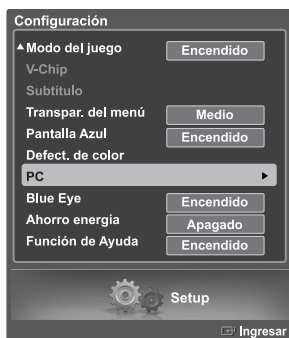 Configuración
Modo del juego Encendido
V-Chip
Subtitulo
Transpar. del menú Medio
Pantalla Azul Encendido
Defect. de color
PC
Blue Eye Encendido
Ahorro energía Apagado
Función de Ayuda Encendido
Setup
Ingresar